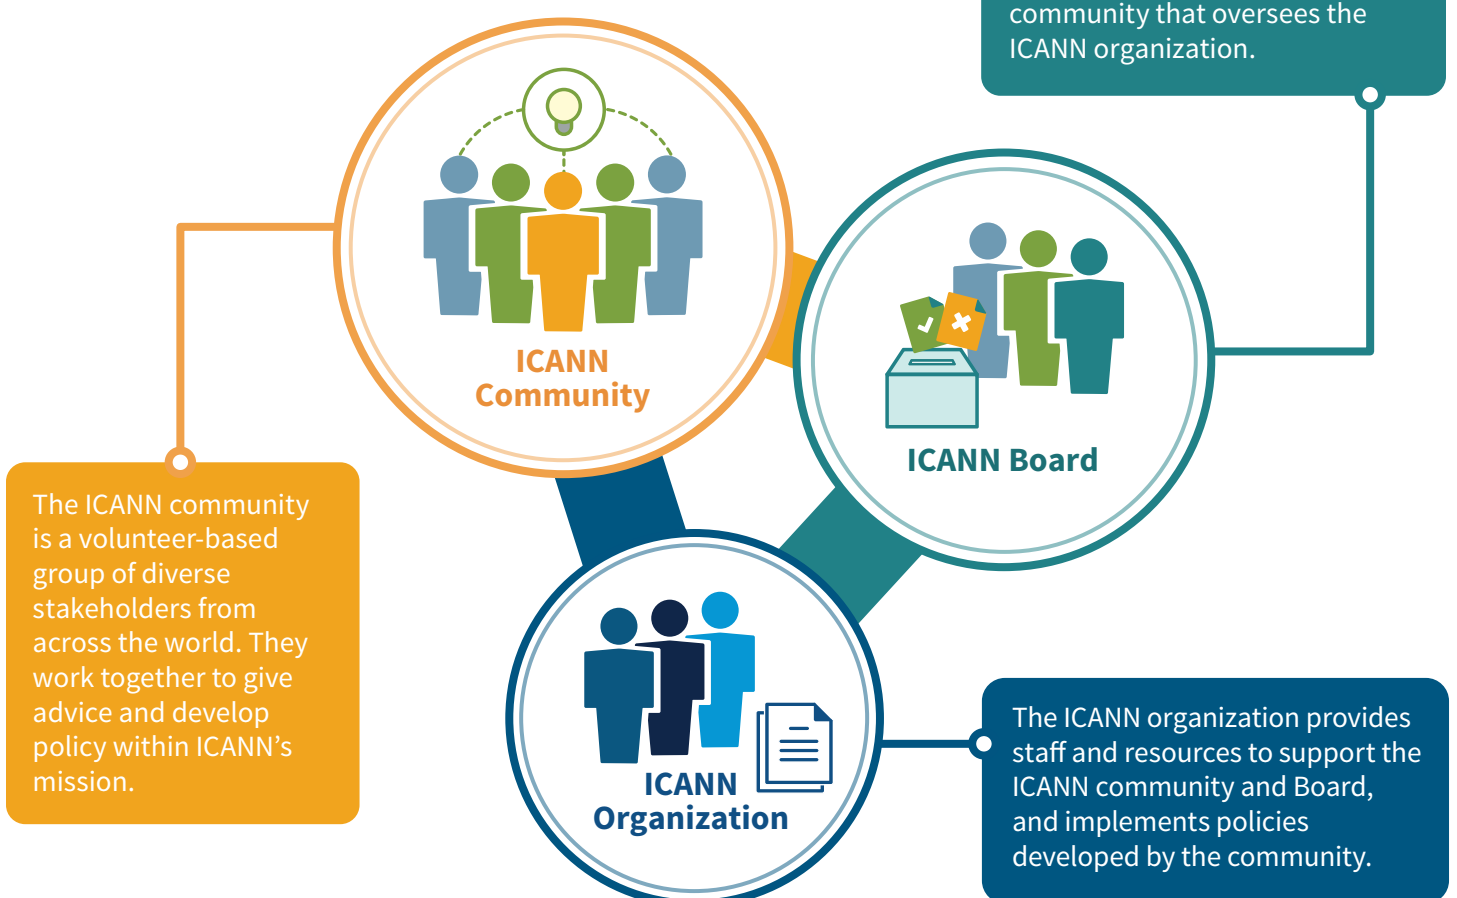 community that oversees the
ICANN organization.
ICANN
Community
ICANN Board
The ICANN community
is a volunteer-based
group of diverse
stakeholders from
across the world. They
work together to give
advice and develop
policy within ICANN’s
mission.
ICANN
Organization
The ICANN organization provides
staff and resources to support the
ICANN community and Board,
and implements policies
developed by the community.